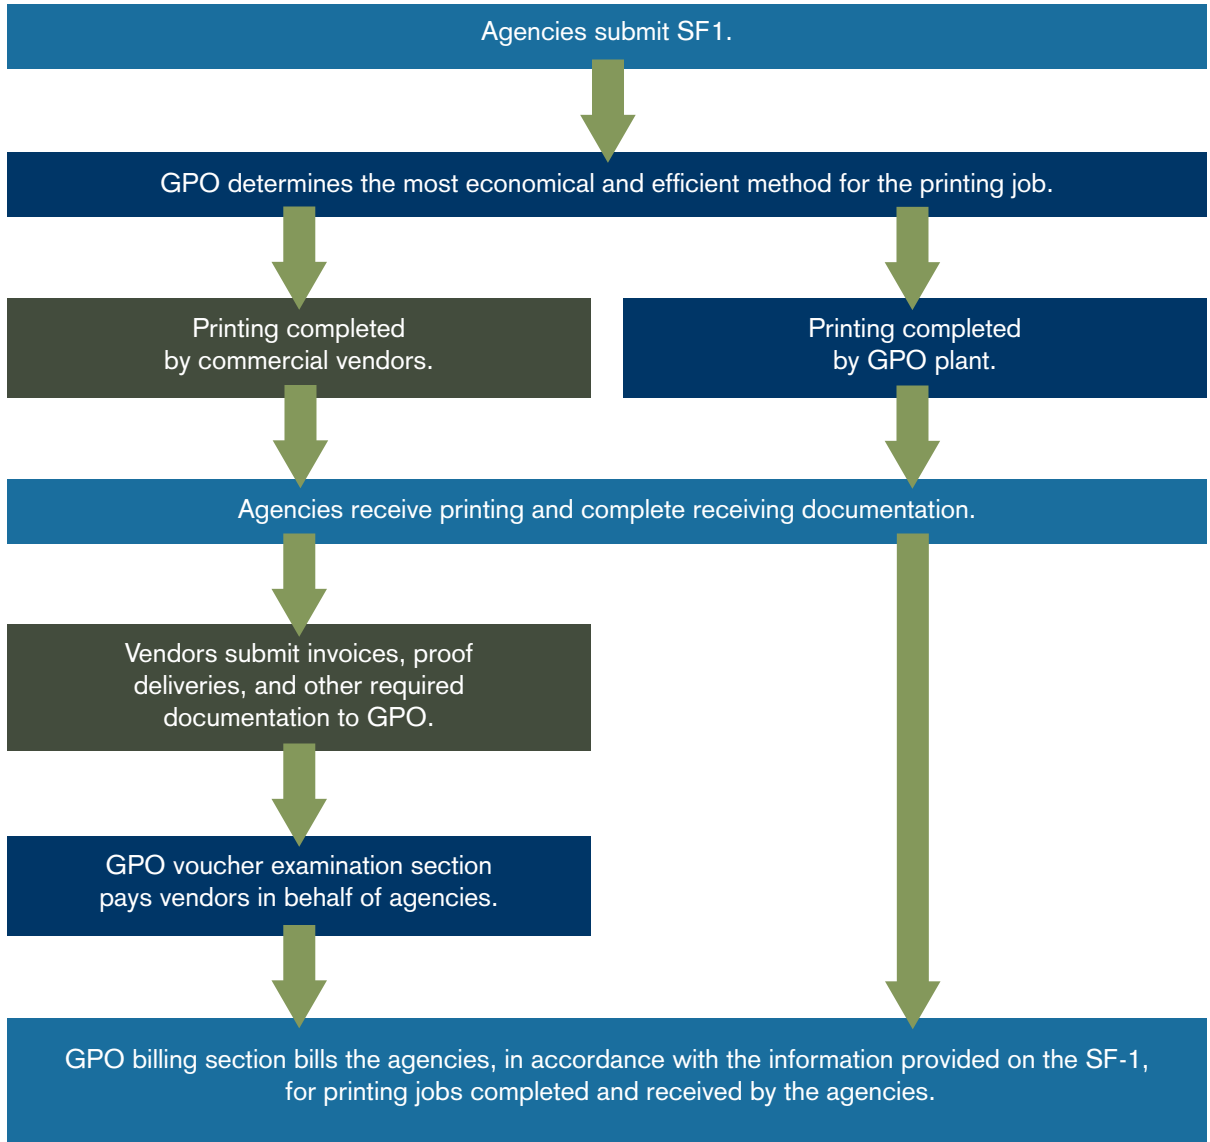 Agencies submit SF1.
GPO determines the most economical and efficient method for the printing job.
Printing completed
by commercial vendors.
Printing completed
by GPO plant.
Agencies receive printing and complete receiving documentation.
Vendors submit invoices, proof
deliveries, and other required
documentation to GPO.
GPO voucher examination section
pays vendors in behalf of agencies.
GPO billing section bills the agencies, in accordance with the information provided on the SF-1,
for printing jobs completed and received by the agencies.